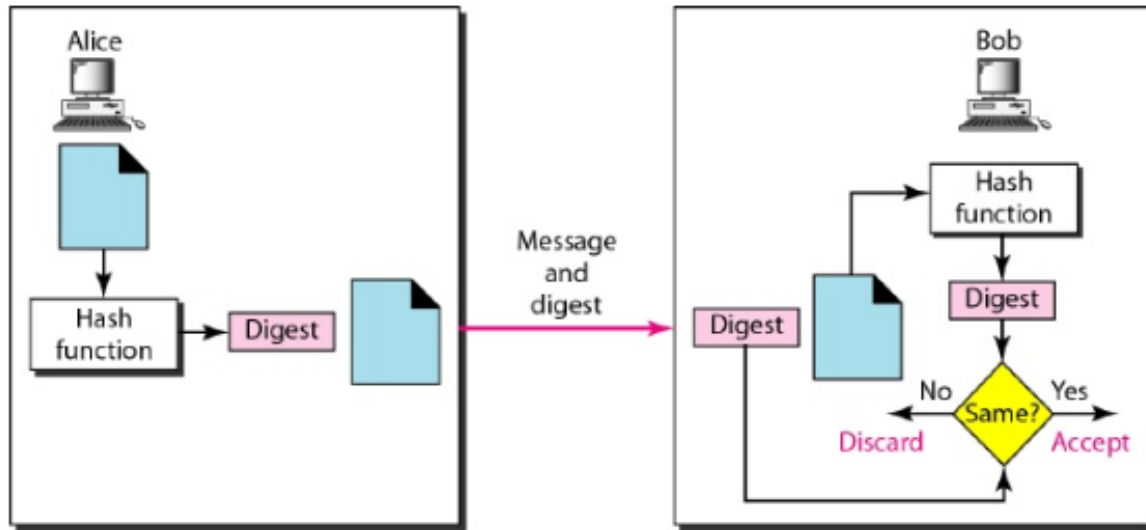 Alice
Hash
function
Digest
Message
and
digest
Bob
Hash
function
Digest
Digest
Same?
No
Yes
Discard
Accept